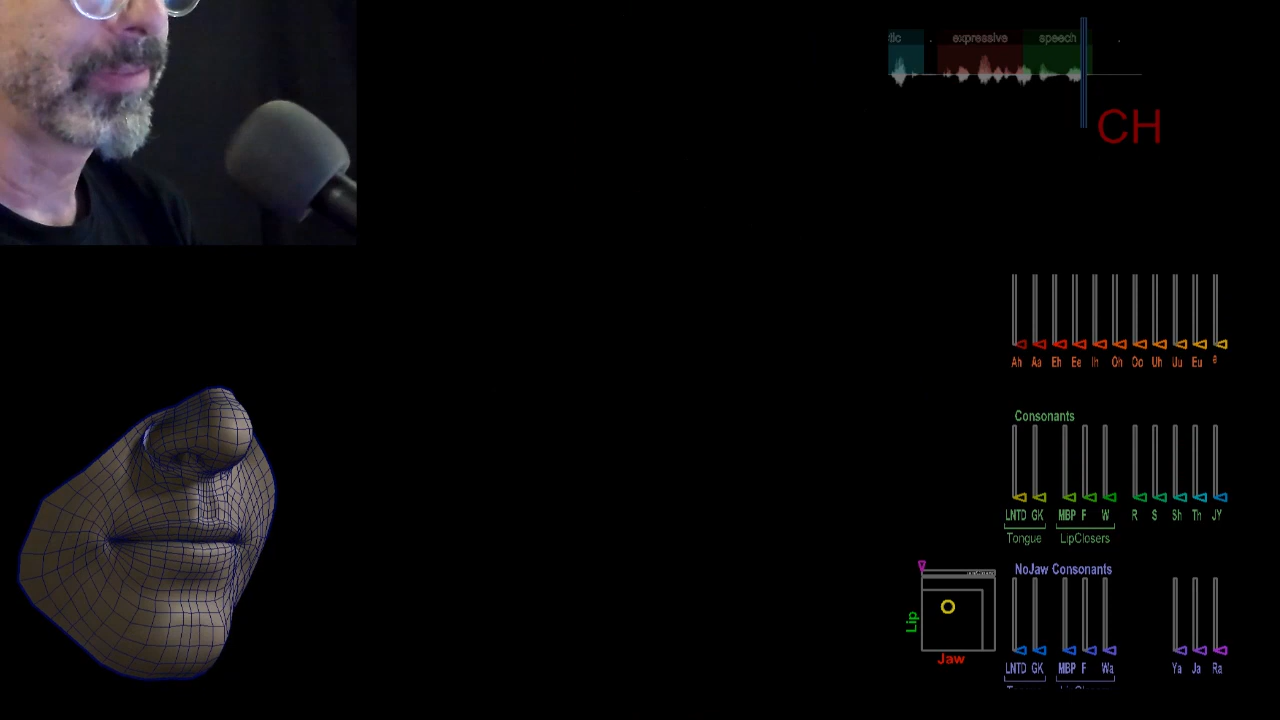 expressive speech
CH
Ah Aa Eh Ee Ih Oh Oo Uh Uu Eu
Consonants
LNTD GK MBP F W R S Sh Th JY
Tongue LipClosers
NoJaw Consonants
Lip
Jaw
LNTD GK MBP F Wa Ya Ja Ra